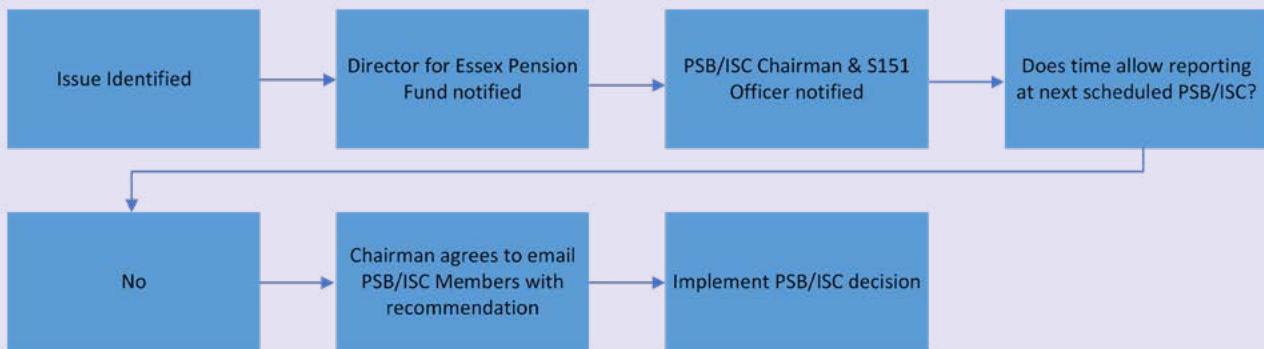 Issue Identified
Director for Essex Pension
Fund notified
PSB/ISC Chairman & S151
Officer notified
Does time allow reporting
at next scheduled PSB/ISC?
No
Chairman agrees to email
PSB/ISC Members with
recommendation
Implement PSB/ISC decision